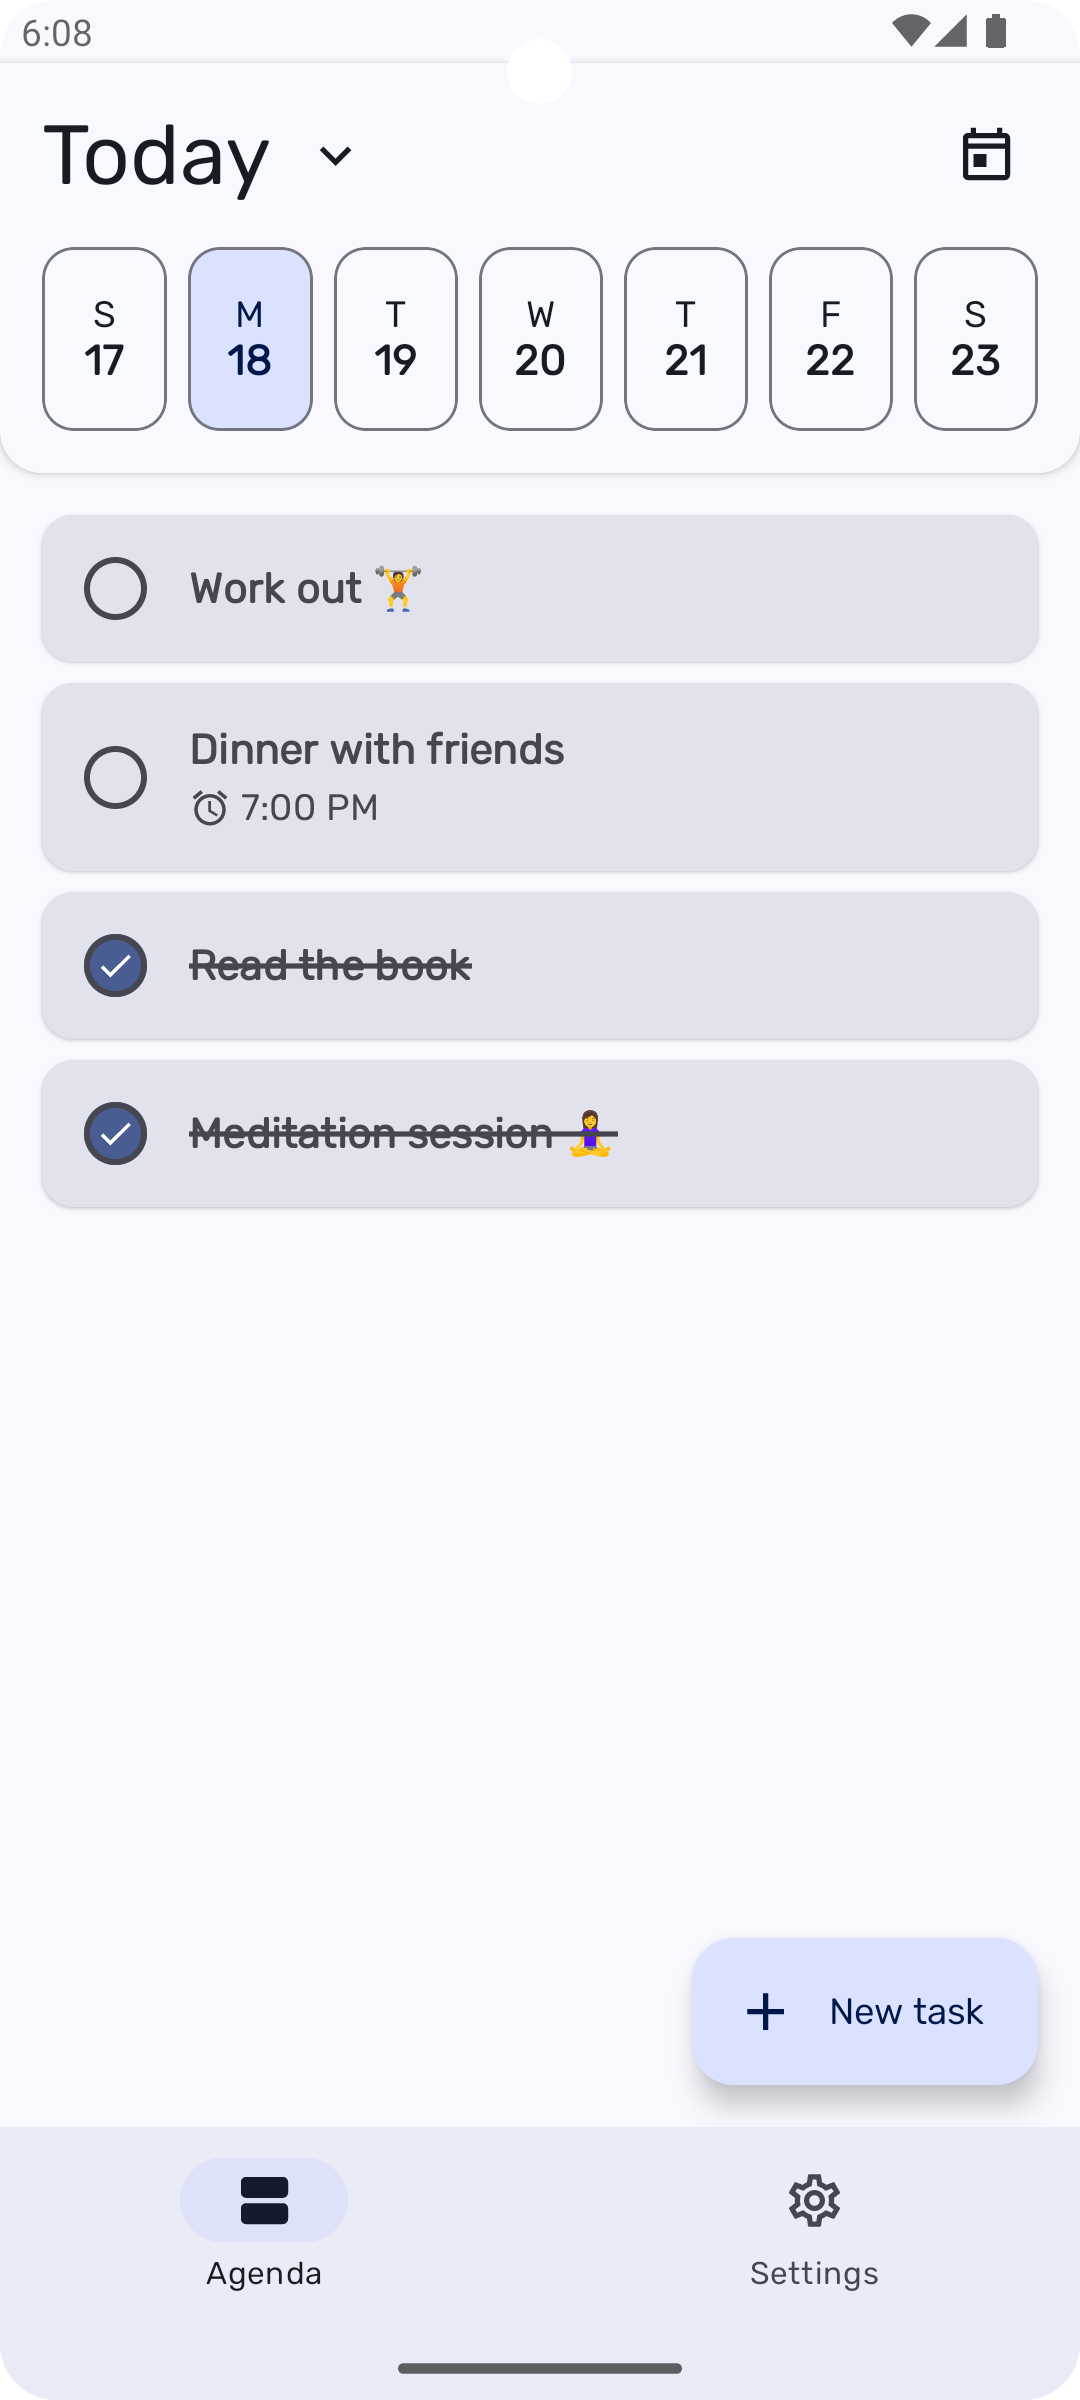 6:08
Today
S M T W T F S
17 18 19 20 21 22 23
Work out 🏋️
Dinner with friends
7:00 PM
Read the book
Meditation session 🧘‍♀️
New task
Agenda Settings